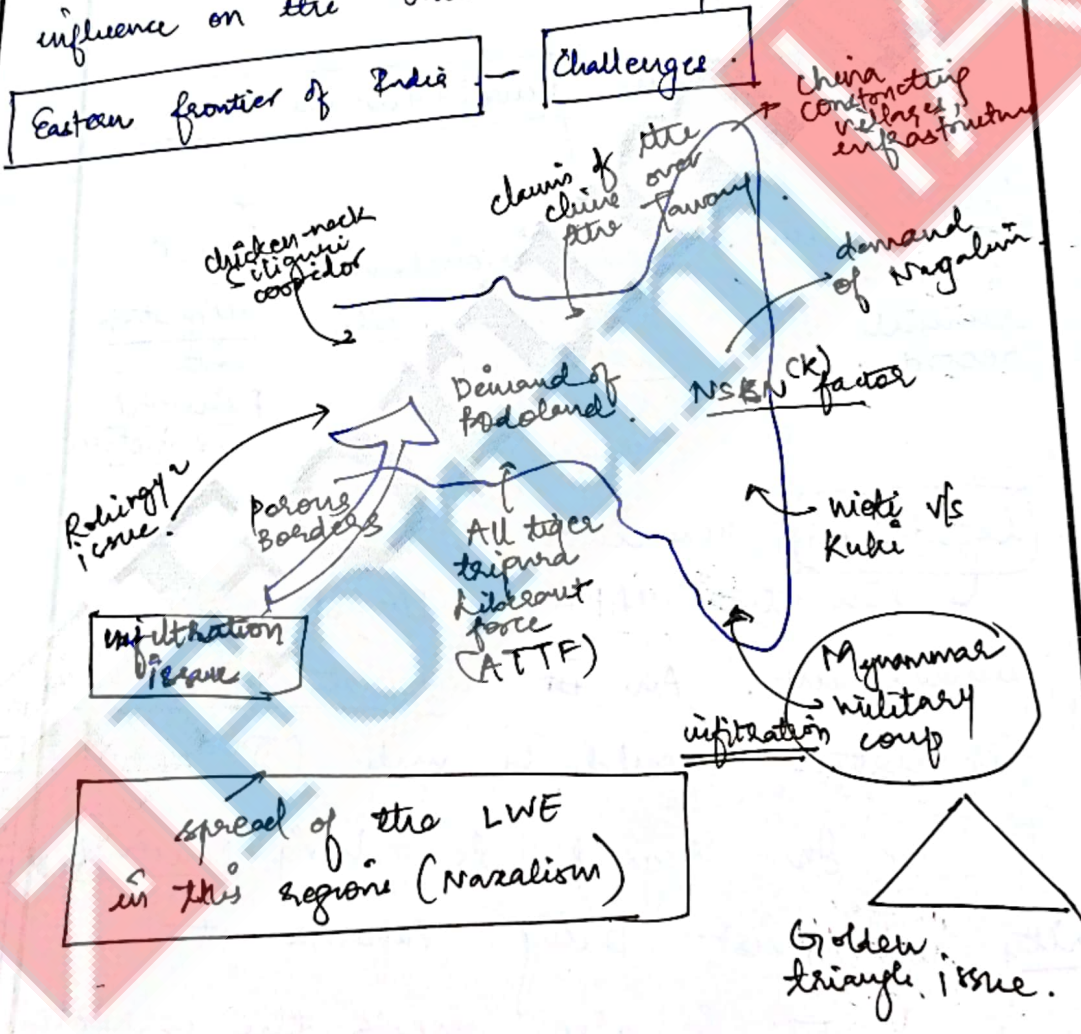 influence on the
Eastern frontier of India - Challenges.
China
constructing
villages,
infrastructure
claims of the
china over
the Tawang
chicken-neck
siliguri
corridor
demand
of Nagalim.
Demand of
Bodoland.
NSCN (K) factor
Rohingya
issue.
Porous
Borders
All tiger
tripura
Liberaut
force
(ATTF)
mieti v/s
Kuki
infiltration
issue
Myanmar
military
coup
infiltration
spread of the LWE
in this regions (Naxalism)
Golden
triangle issue.
Forum